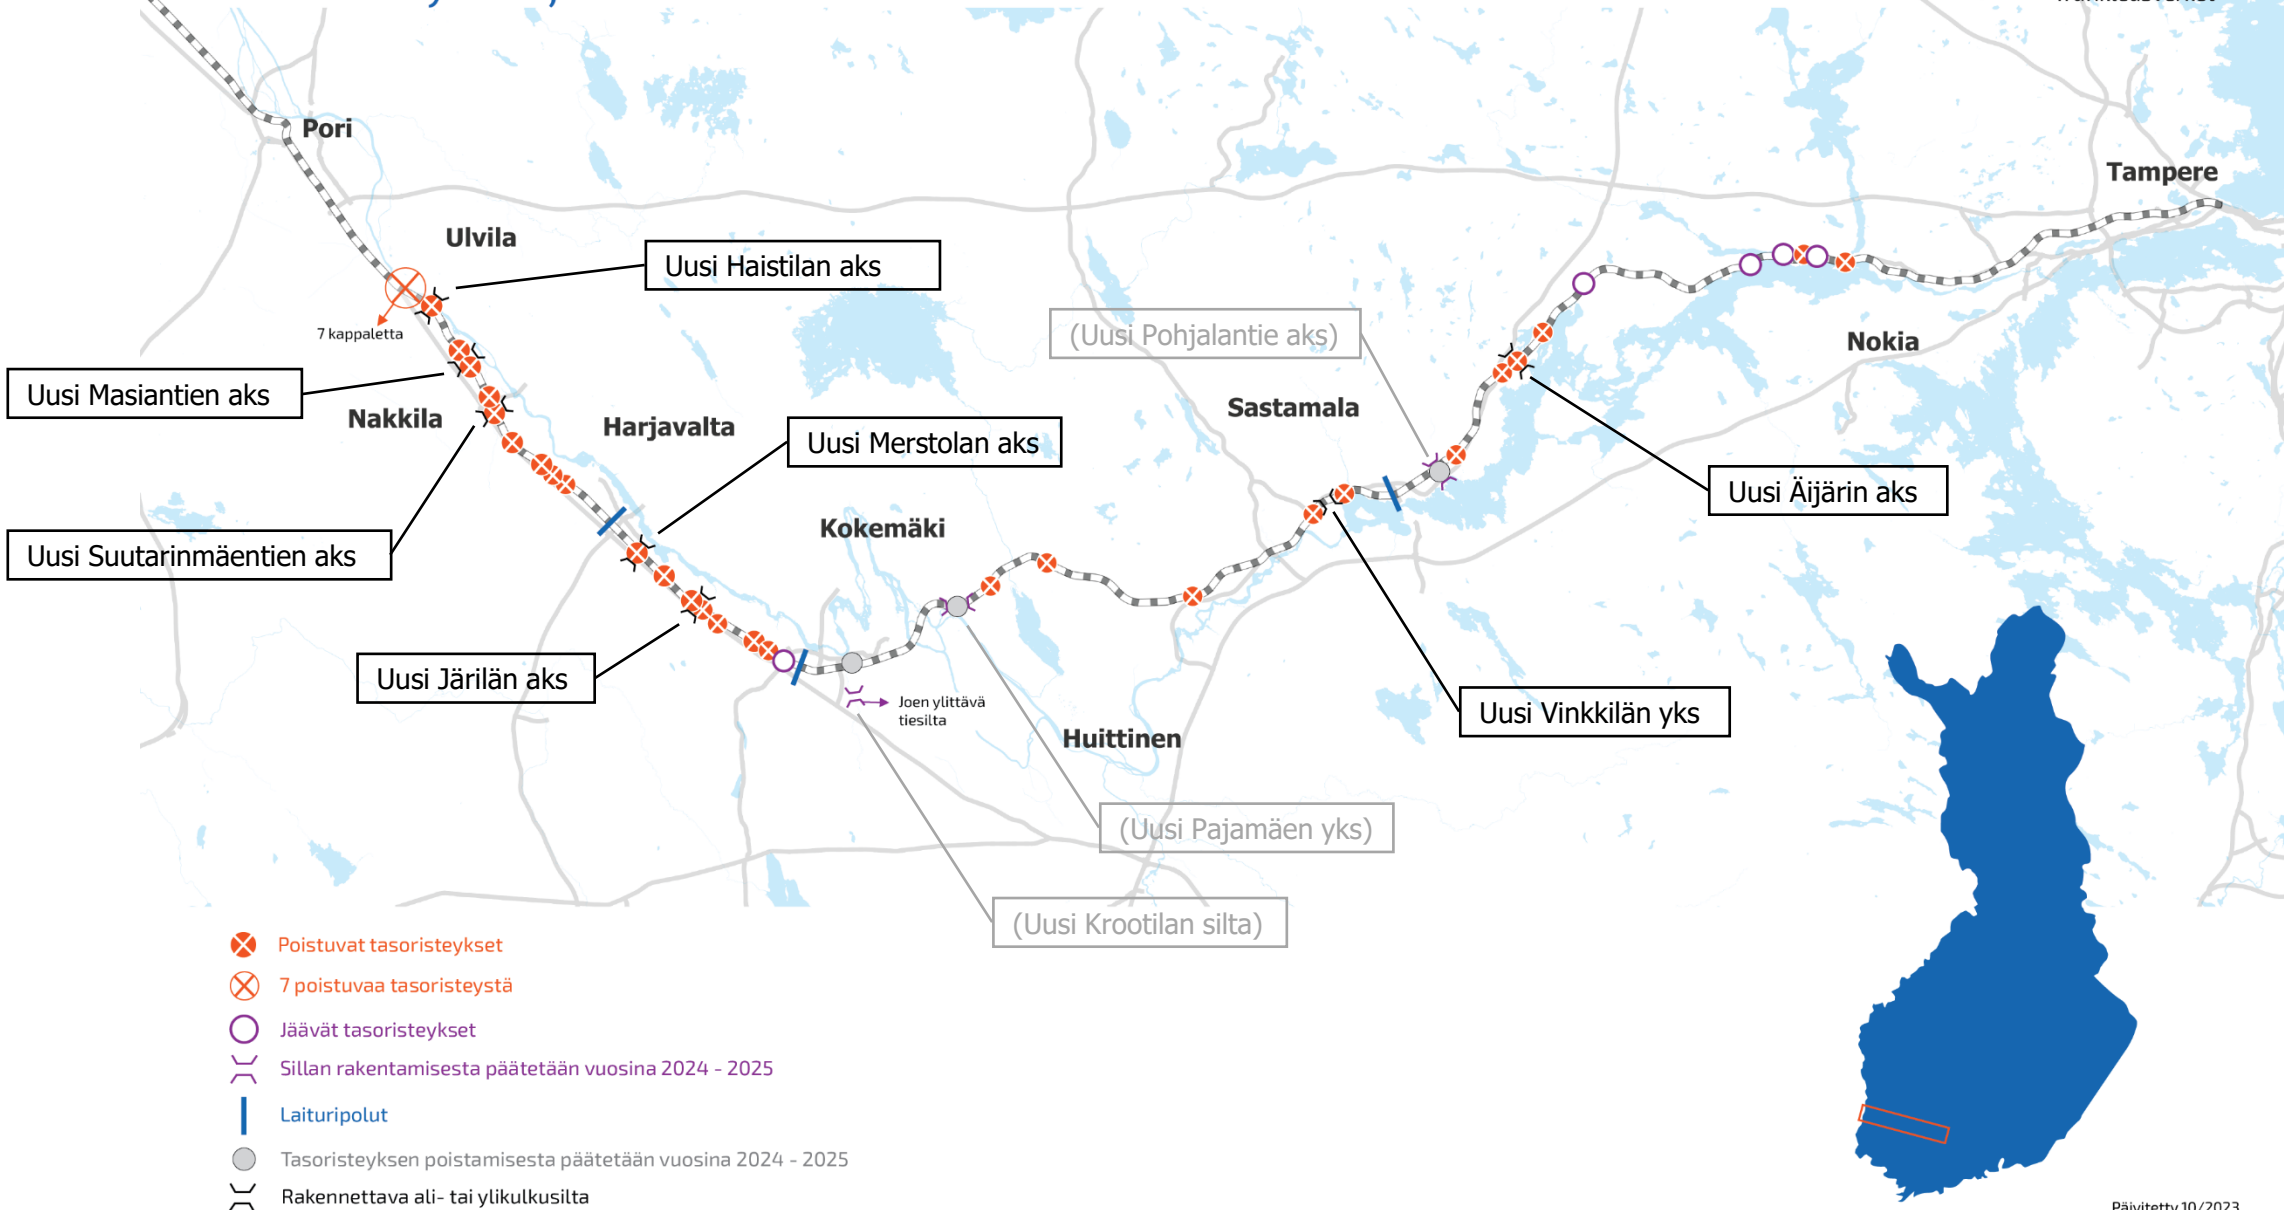 Pori
Tampere
Ulvila
Uusi Haistilan aks
7 kappaletta
(Uusi Pohjalantie aks)
Nokia
Uusi Masiantien aks
Nakkila
Harjavalta
Sastamala
Uusi Merstolan aks
Uusi Äijärin aks
Kokemäki
Uusi Suutarinmäentien aks
Uusi Järilän aks
Joen ylittävä
tiesilta
Uusi Vinkkilän yks
Huittinen
(Uusi Pajamäen yks)
(Uusi Krootilan silta)
Poistuvat tasoristeykset
7 poistuvaa tasoristeystä
Jäävät tasoristeykset
Sillan rakentamisesta päätetään vuosina 2024 - 2025
Laituripolut
Tasoristeyksen poistamisesta päätetään vuosina 2024 - 2025
Rakennettava ali- tai ylikulkusilta
Päivitetty 10/2023